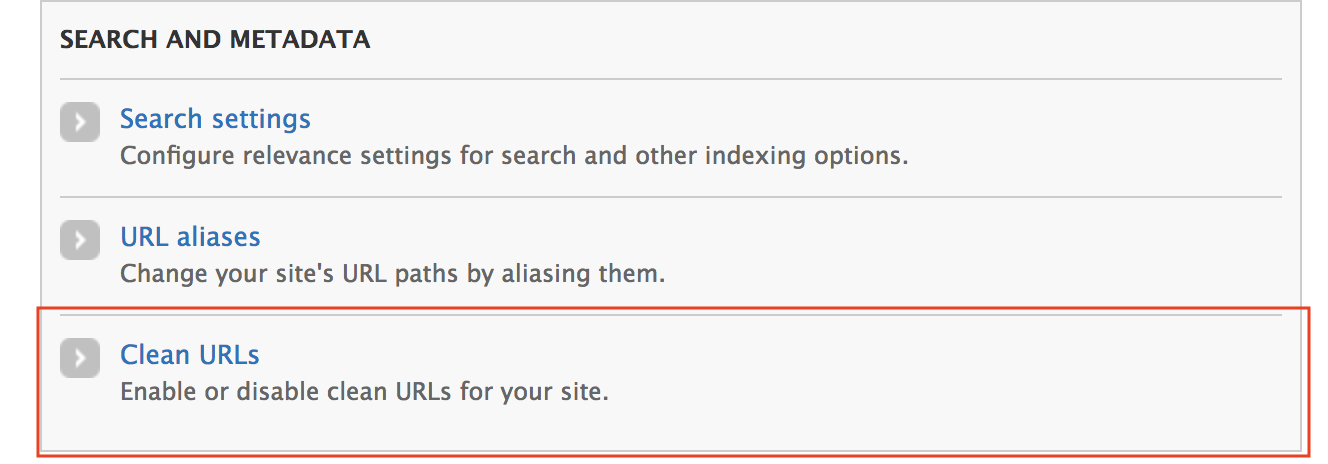 SEARCH AND METADATA
Search settings
Configure relevance settings for search and other indexing options.
URL aliases
Change your site's URL paths by aliasing them.
Clean URLs
Enable or disable clean URLs for your site.